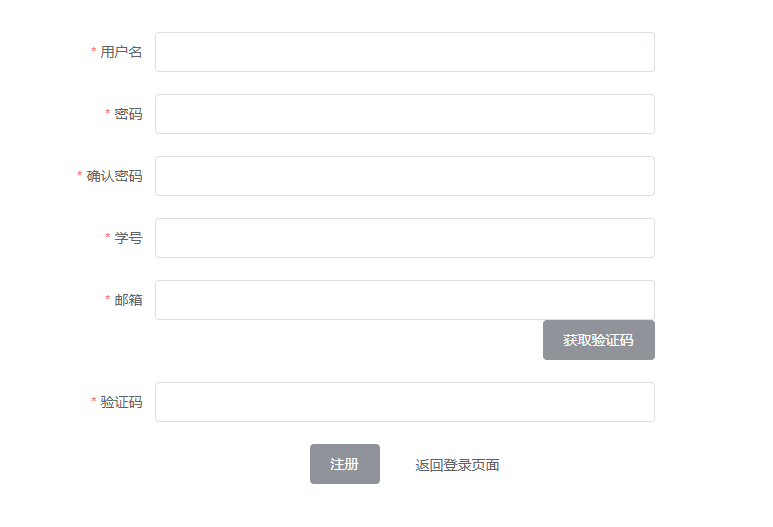 * 用户名
* 密码
* 确认密码
* 学号
* 邮箱
获取验证码
* 验证码
注册 返回登录页面